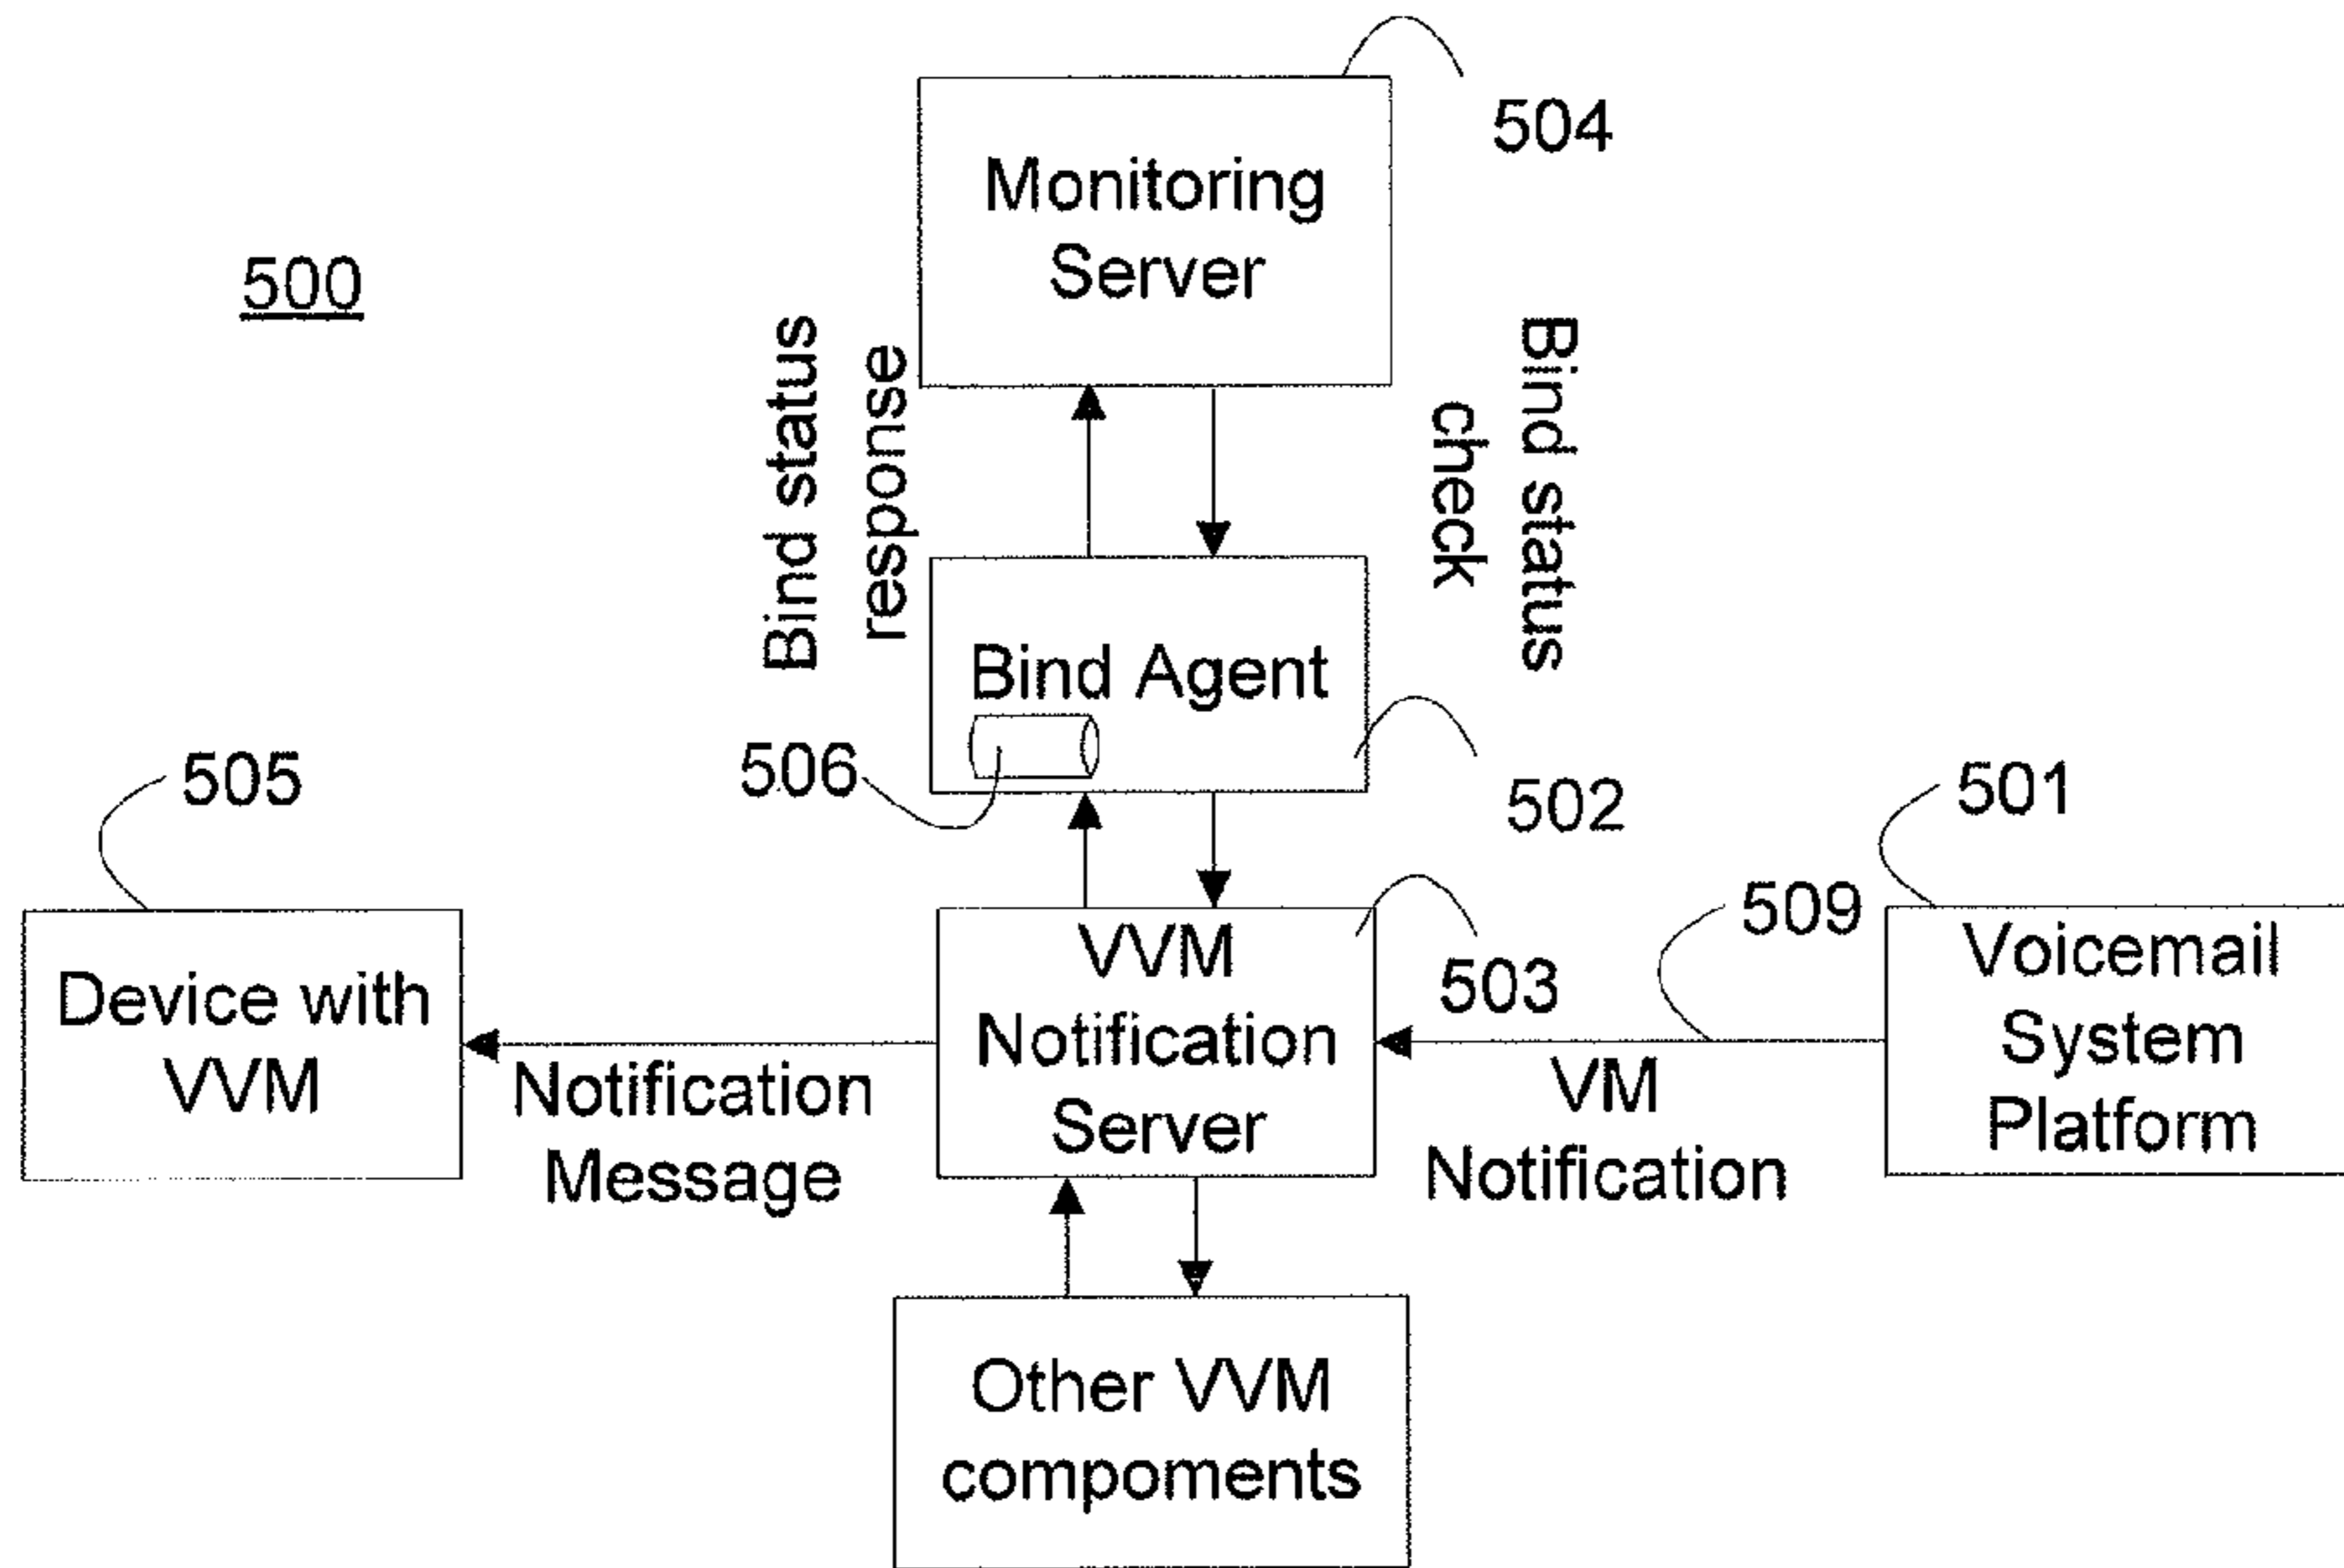 504
Monitoring
Server
500
Bind status
response
Bind status
check
Bind Agent
506
502
505
501
509
503
Device with
VVM
Notification
Message
VVM
Notification
Server
VM
Notification
Voicemail
System
Platform
Other VVM
compoments